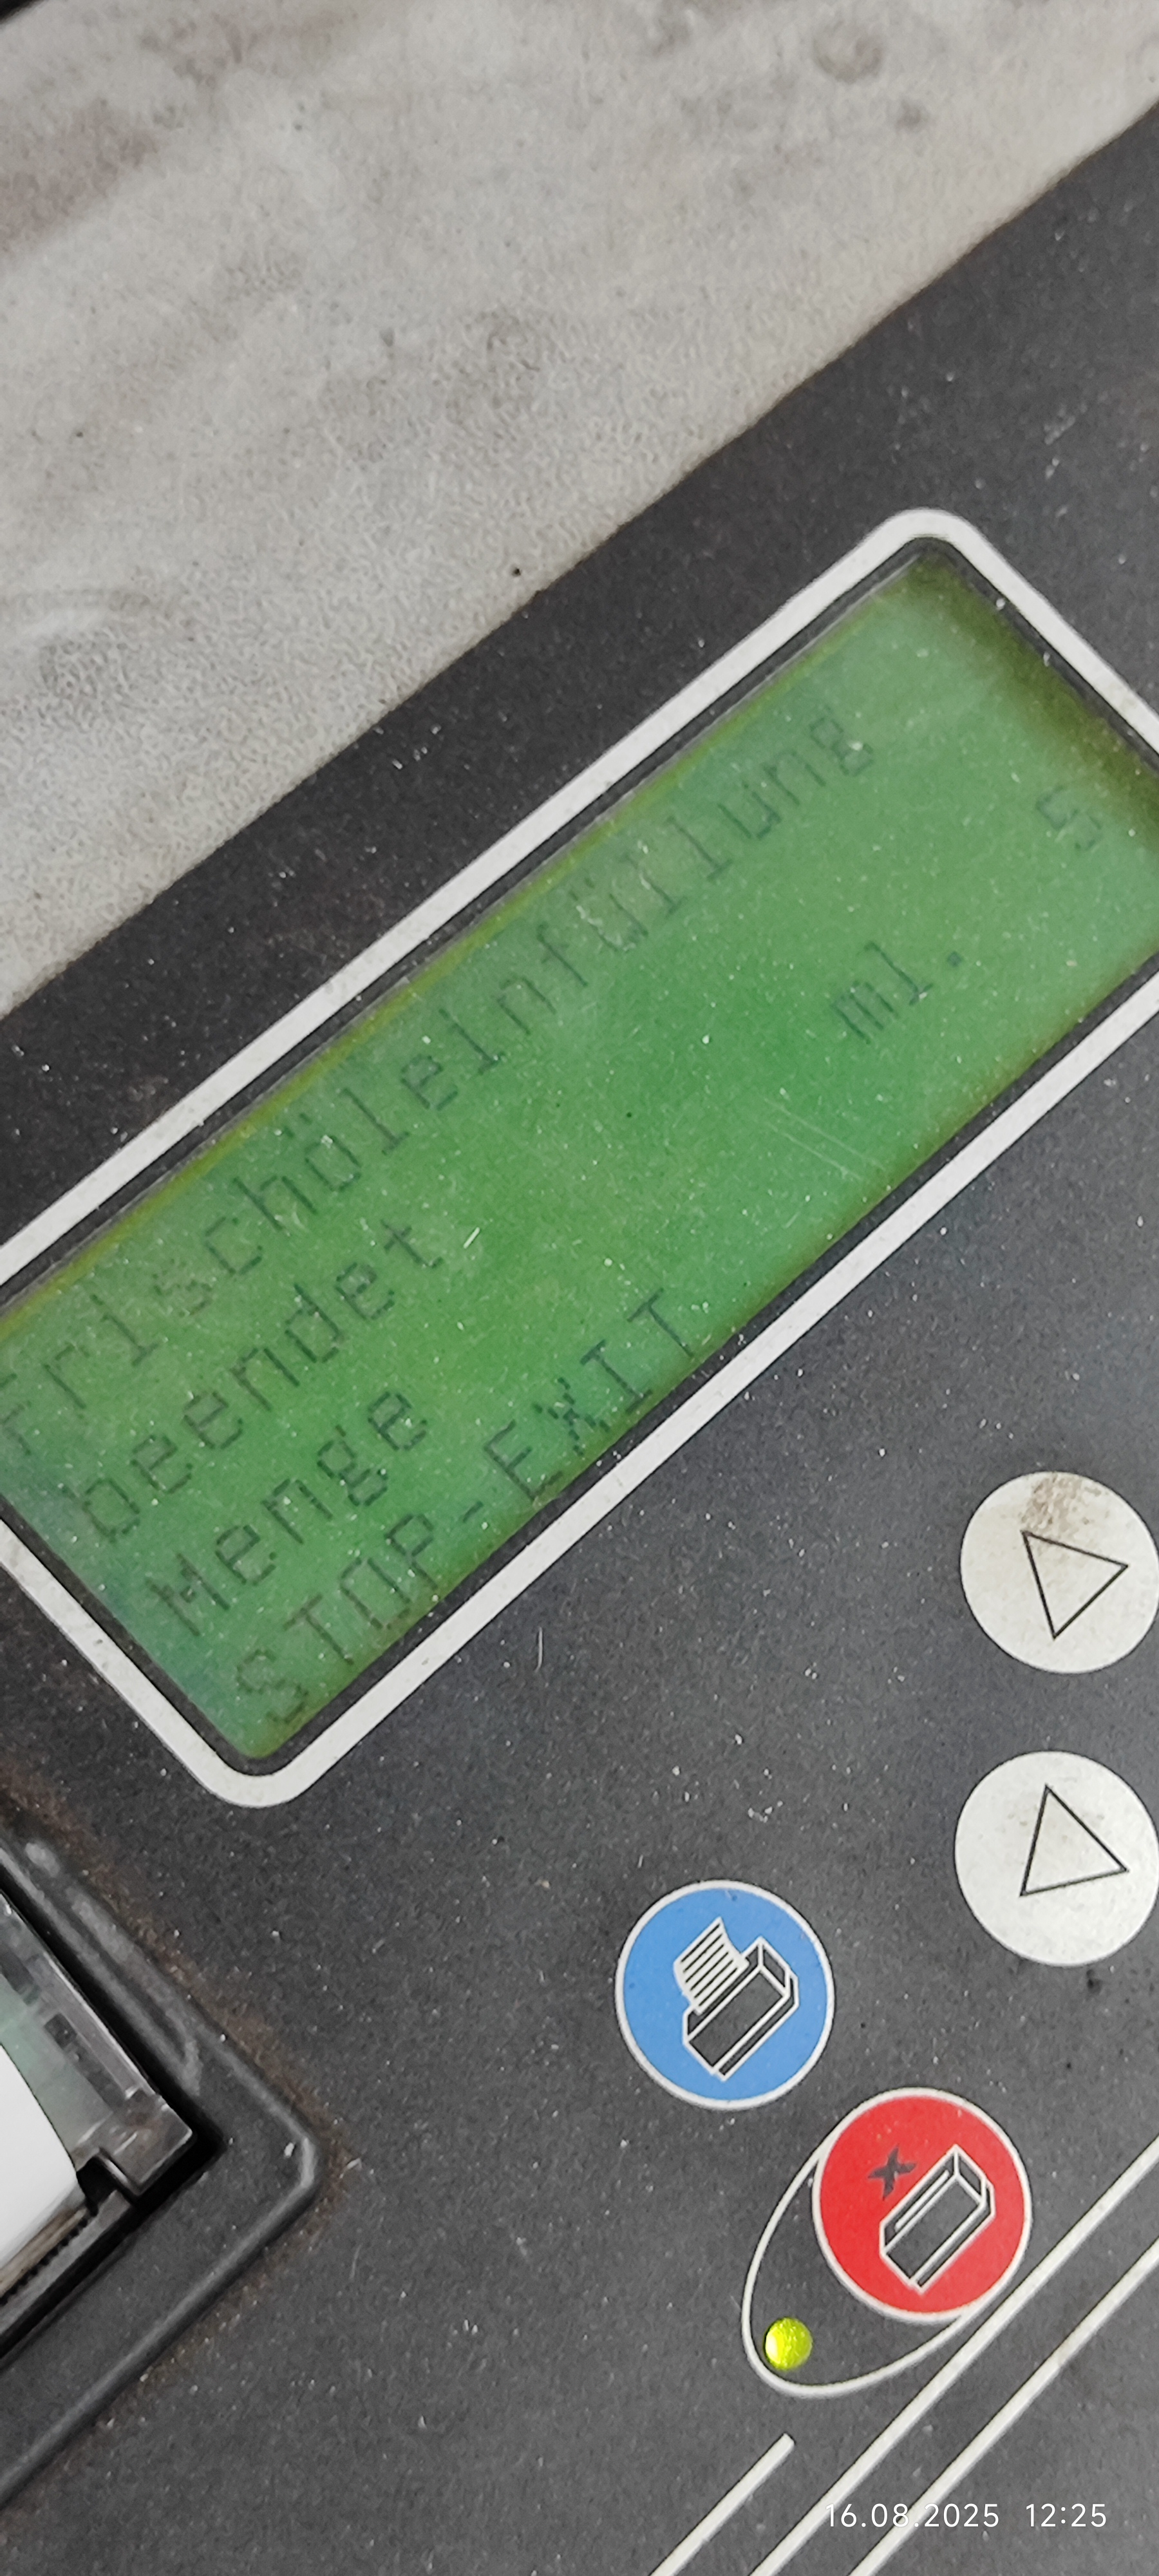 Frischöleinfüllung
beendet
Menge ml. 5
STOP-EXIT
16.08.2025 12:25